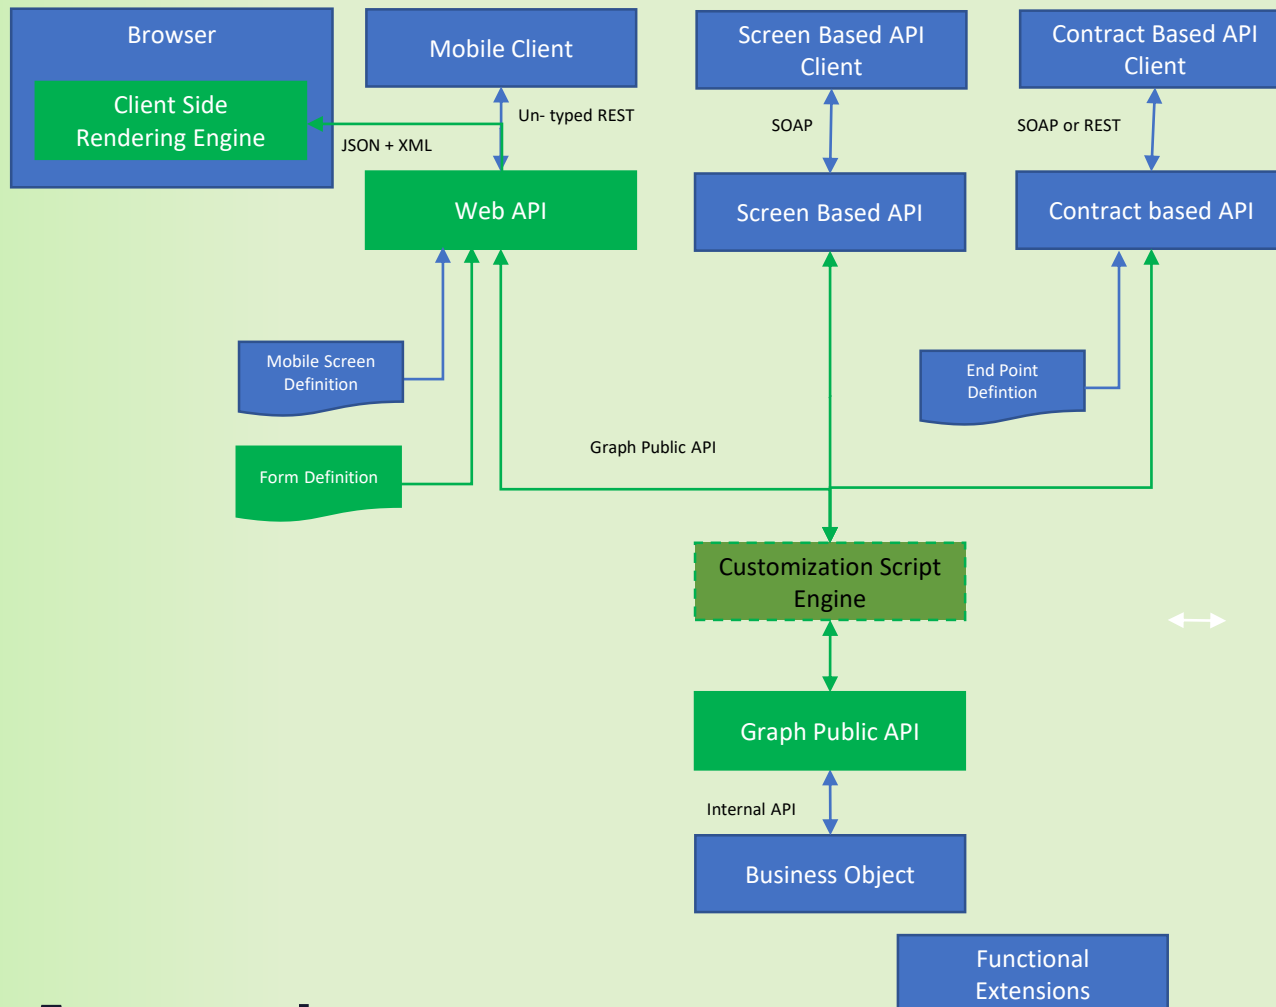 Browser
Client Side
Rendering Engine
Mobile Client
Screen Based API
Client
Contract Based API
Client
Un- typed REST
JSON + XML
SOAP
SOAP or REST
Web API
Screen Based API
Contract based API
Mobile Screen
Definition
End Point
Defintion
Form Definition
Graph Public API
Customization Script
Engine
Graph Public API
Internal API
Business Object
Functional
Extensions